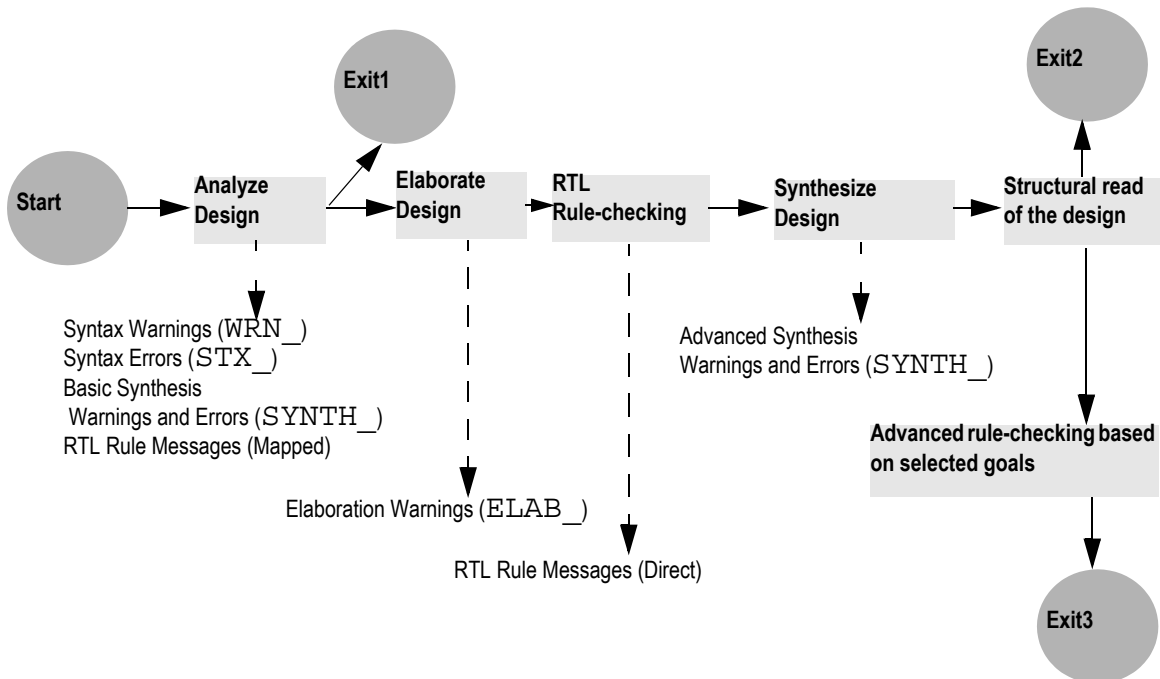 Exit1
Exit2
Start
Analyze
Design
Elaborate
Design
RTL
Rule-checking
Synthesize
Design
Structural read
of the design
Syntax Warnings (WRN_)
Syntax Errors (STX_)
Basic Synthesis
Warnings and Errors (SYNTH_)
RTL Rule Messages (Mapped)
Advanced Synthesis
Warnings and Errors (SYNTH_)
Advanced rule-checking based
on selected goals
Elaboration Warnings (ELAB_)
RTL Rule Messages (Direct)
Exit3